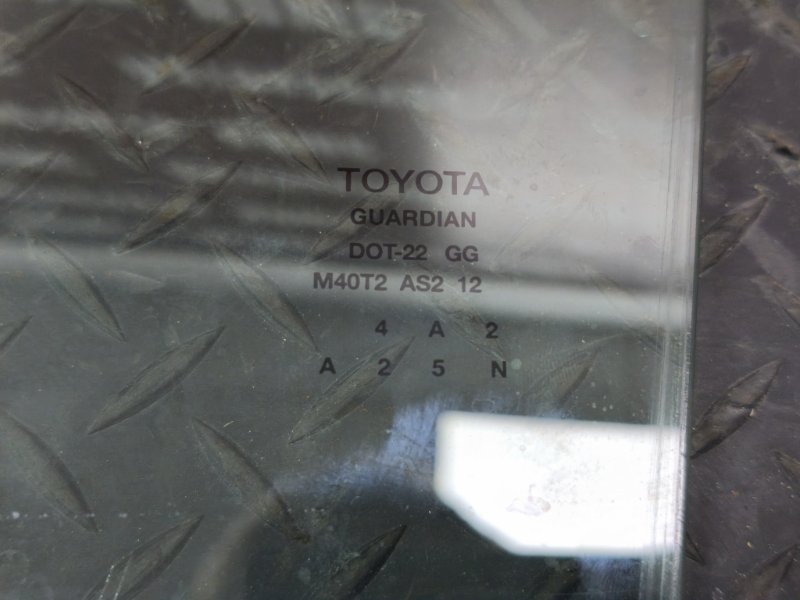 TOYOTA
GUARDIAN
DOT-22 GG
M40T2 AS2 12
4 A 2
A 2 5 N